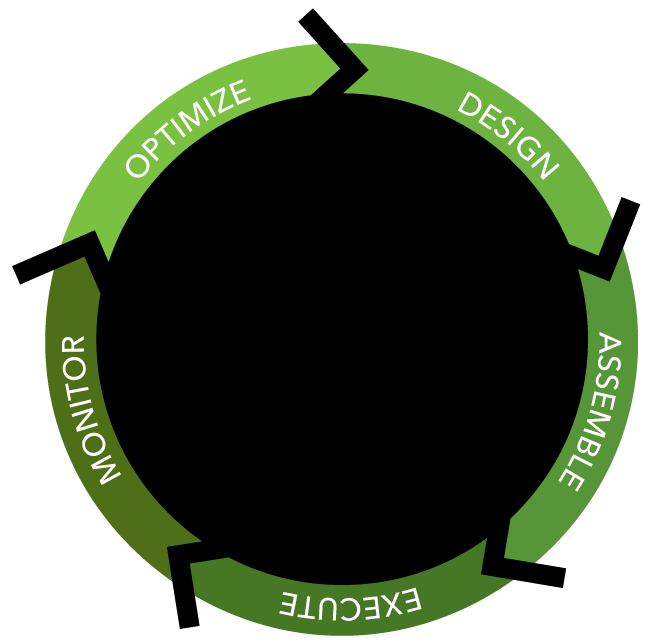 OPTIMIZE
DESIGN
ASSEMBLE
EXECUTE
MONITOR